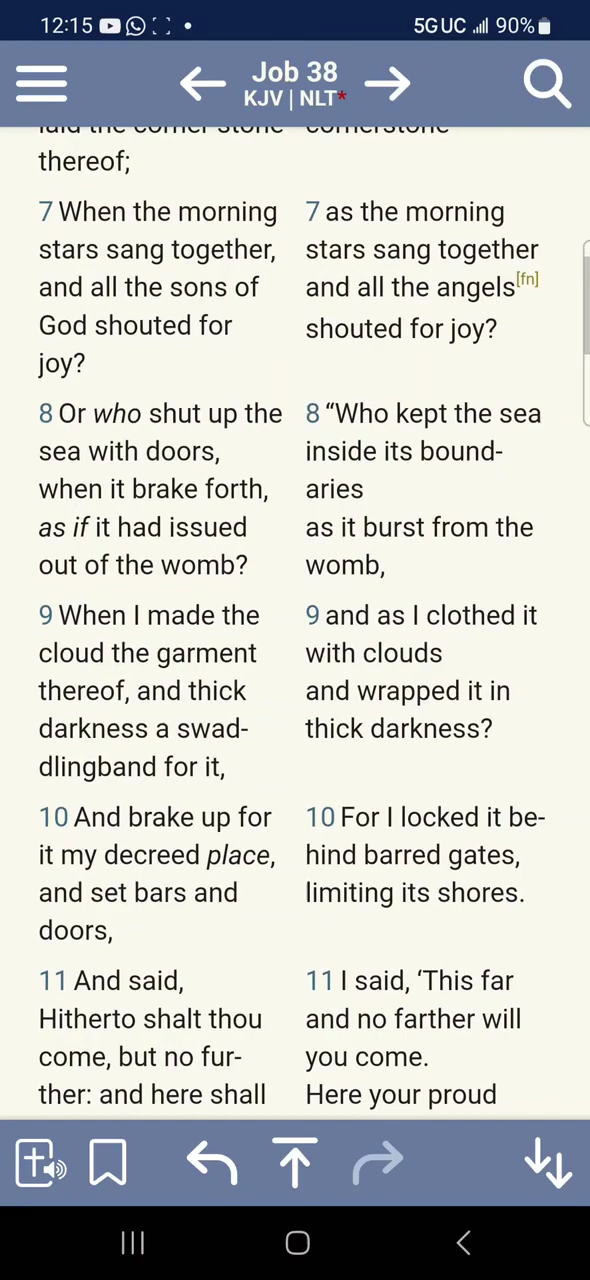 12:15
5G UC 90%
Job 38
KJV | NLT*
laid the corner stone
thereof;
7 When the morning
stars sang together,
and all the sons of
God shouted for
joy?
8 Or who shut up the
sea with doors,
when it brake forth,
as if it had issued
out of the womb?
9 When I made the
cloud the garment
thereof, and thick
darkness a swad-
dlingband for it,
10 And brake up for
it my decreed place,
and set bars and
doors,
11 And said,
Hitherto shalt thou
come, but no fur-
ther: and here shall
cornerstone
7 as the morning
stars sang together
and all the angels[fn]
shouted for joy?
8 “Who kept the sea
inside its bound-
aries
as it burst from the
womb,
9 and as I clothed it
with clouds
and wrapped it in
thick darkness?
10 For I locked it be-
hind barred gates,
limiting its shores.
11 I said, ‘This far
and no farther will
you come.
Here your proud